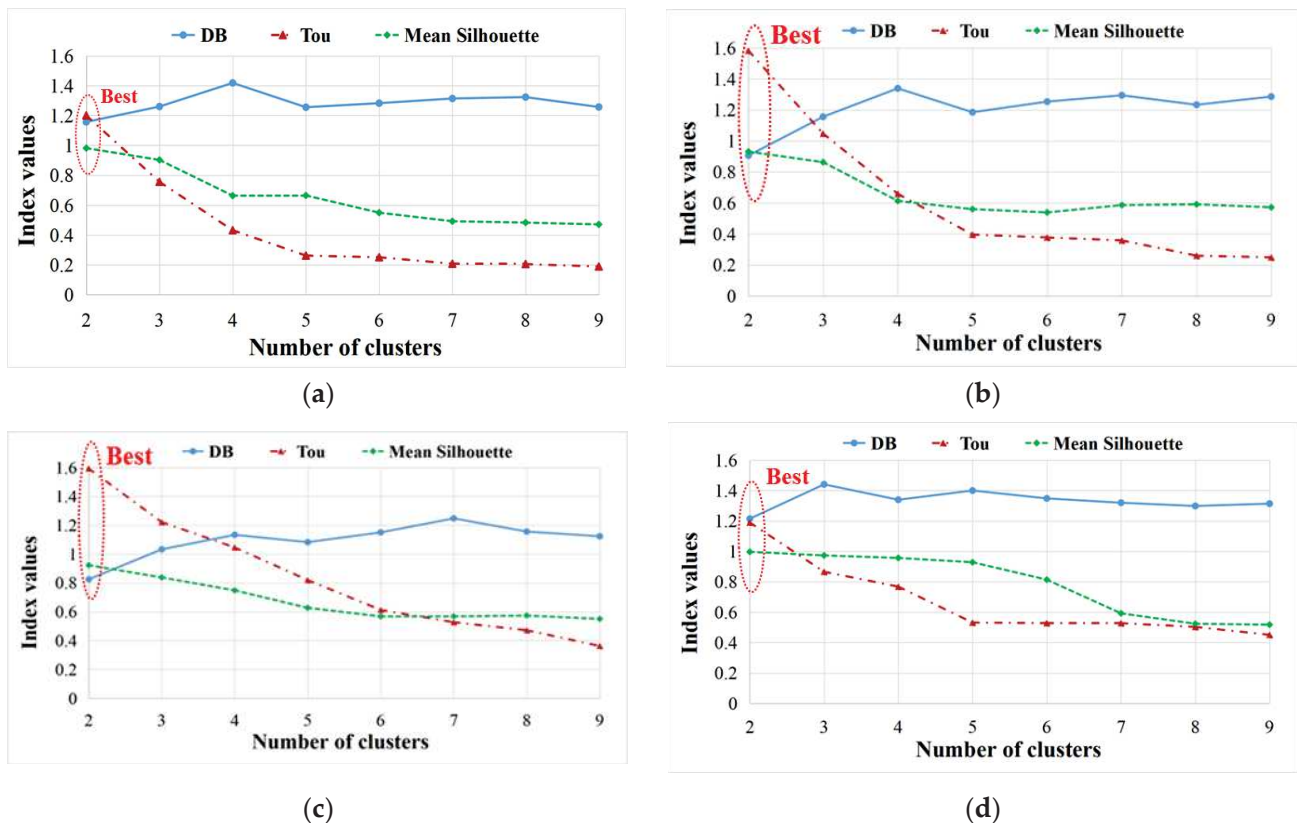 DB Tou Mean Silhouette
Best
1.6
1.4
1.2
1
0.8
0.6
0.4
0.2
0
Index values
2 3 4 5 6 7 8 9
Number of clusters
(a)
DB Tou Mean Silhouette
Best
1.6
1.4
1.2
1
0.8
0.6
0.4
0.2
0
Index values
2 3 4 5 6 7 8 9
Number of clusters
(b)
DB Tou Mean Silhouette
Best
1.6
1.4
1.2
1
0.8
0.6
0.4
0.2
0
Index values
2 3 4 5 6 7 8 9
Number of clusters
(c)
DB Tou Mean Silhouette
Best
1.6
1.4
1.2
1
0.8
0.6
0.4
0.2
0
Index values
2 3 4 5 6 7 8 9
Number of clusters
(d)